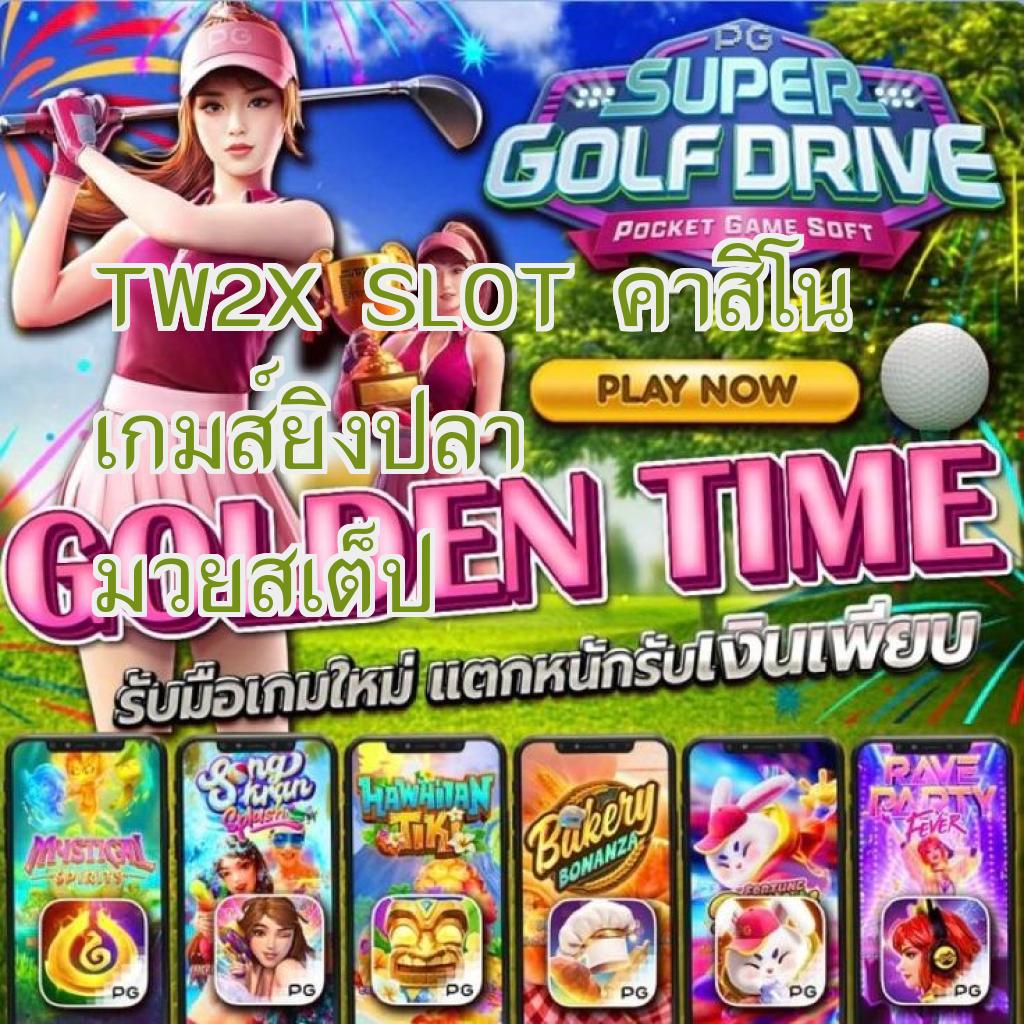 PG
PG
SUPER
GOLF DRIVE
POCKET GAME SOFT
TW2X SLOT คาสิโน
PLAY NOW
เกมส์ยิงปลา
GOLDEN TIME
มวยสเต็ป
รับมือเกมใหม่ แตกหนักรับเงินเพียบ
MYSTICAL
SPIRITS
Songkran
Splash
HAWAIIAN
TIKI
Bakery
BONANZA
FORTUNE
RAVE
PARTY
FEVER
PG
PG
PG
PG
PG
PG